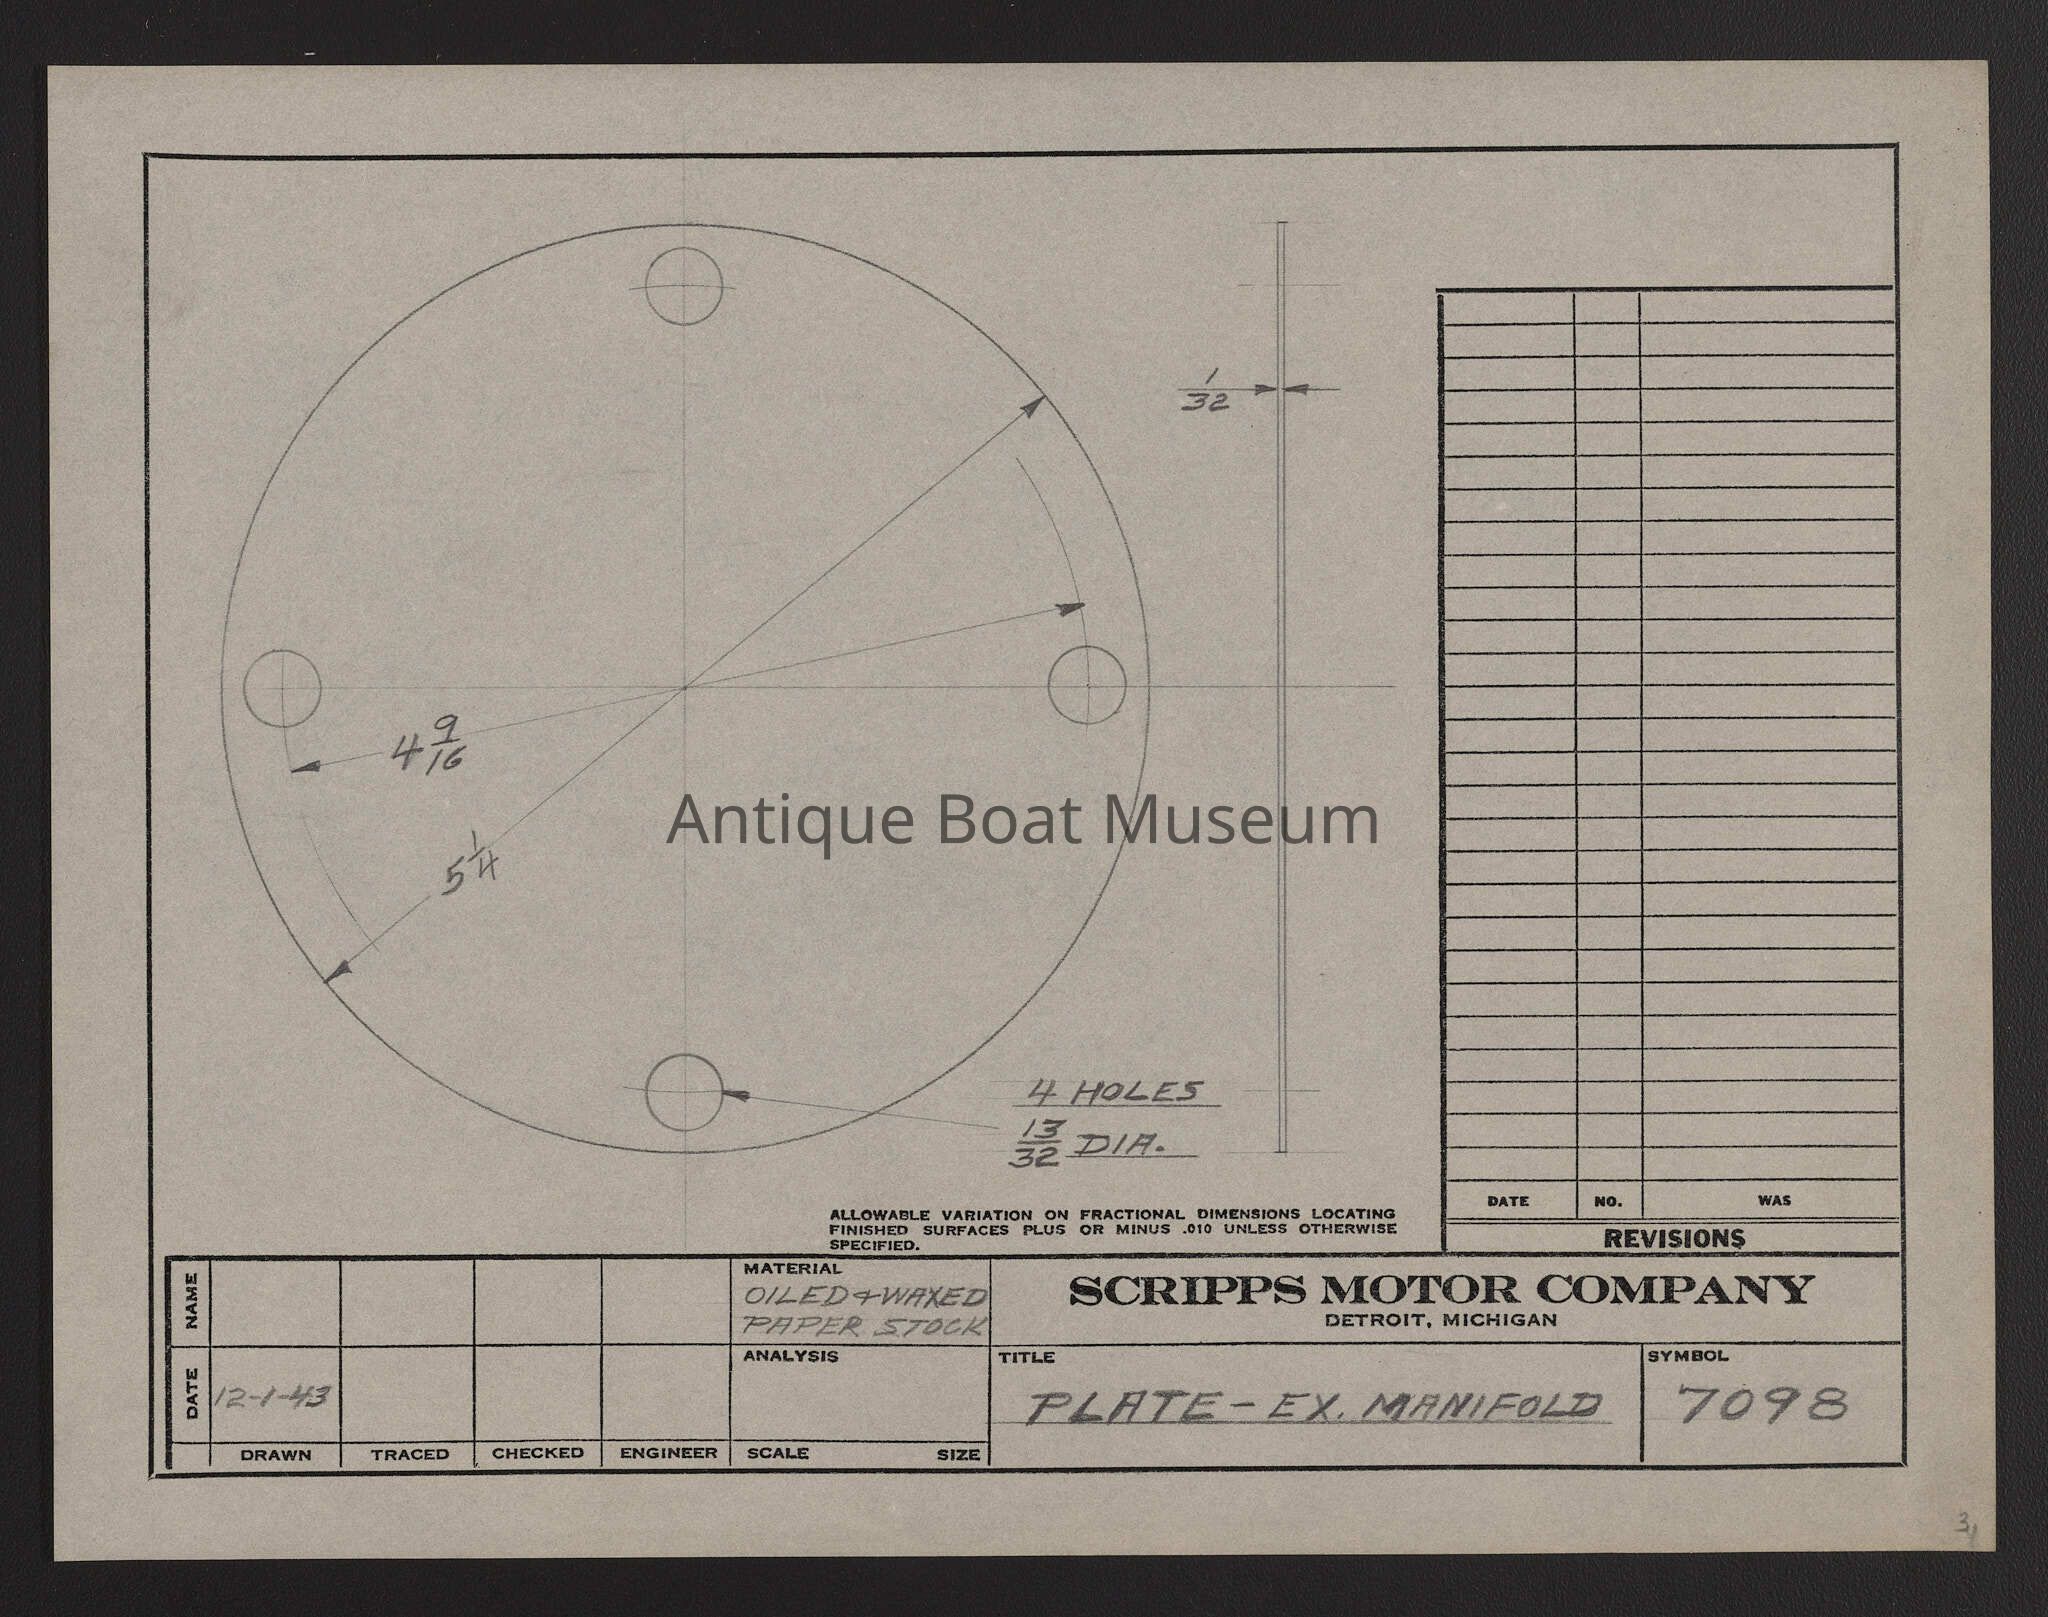 1/32
4 9/16
5 1/4
Antique Boat Museum
4 HOLES
13/32 DIA.
ALLOWABLE VARIATION ON FRACTIONAL DIMENSIONS LOCATING
FINISHED SURFACES PLUS OR MINUS .010 UNLESS OTHERWISE
SPECIFIED.
DATE NO. WAS
REVISIONS
NAME
MATERIAL
OILED & WAXED
PAPER STOCK
SCRIPPS MOTOR COMPANY
DETROIT, MICHIGAN
DATE
12-1-43
ANALYSIS
TITLE
PLATE - EX. MANIFOLD
SYMBOL
7098
DRAWN TRACED CHECKED ENGINEER SCALE SIZE